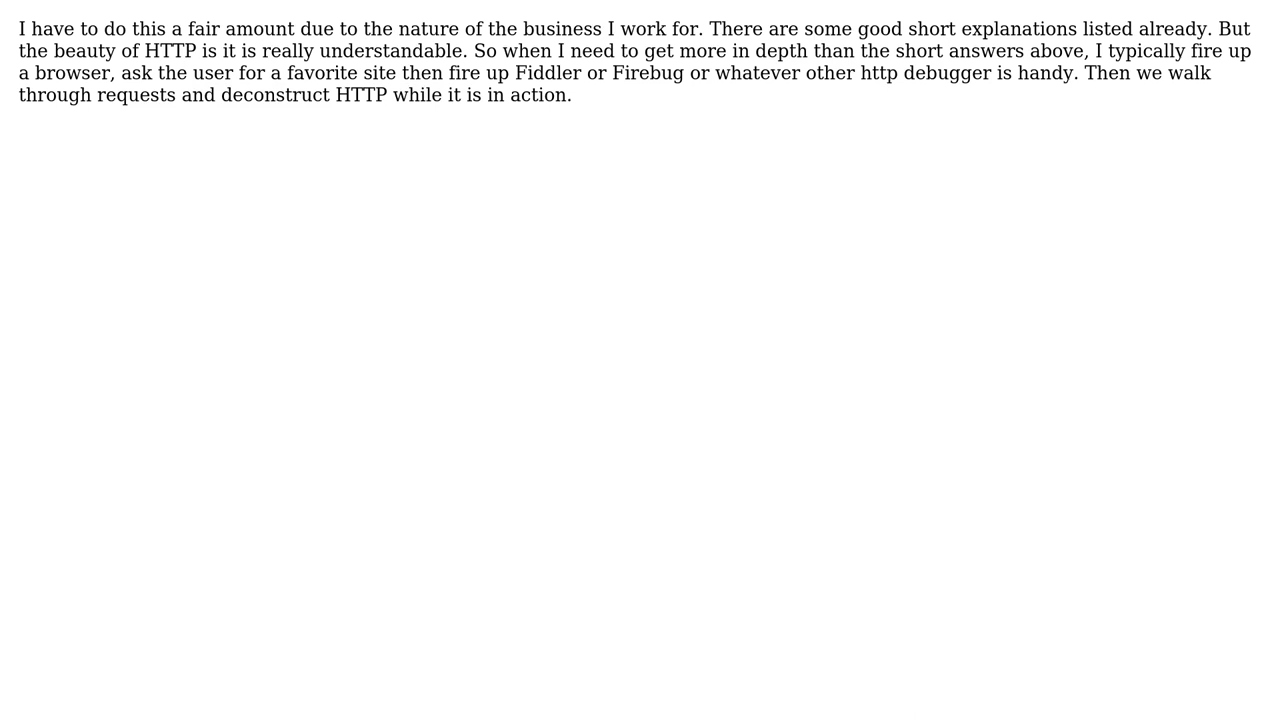 I have to do this a fair amount due to the nature of the business I work for. There are some good short explanations listed already. But
the beauty of HTTP is it is really understandable. So when I need to get more in depth than the short answers above, I typically fire up
a browser, ask the user for a favorite site then fire up Fiddler or Firebug or whatever other http debugger is handy. Then we walk
through requests and deconstruct HTTP while it is in action.